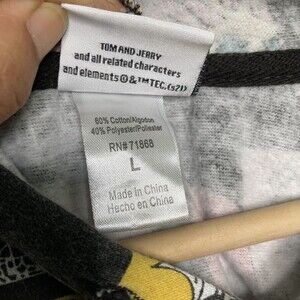 TOM AND JERRY
and all related characters
and elements © & ™ TEC. (s21)
60% Cotton/Algodon
40% Polyester/Poliester
RN# 71868
L
Made in China
Hecho en China